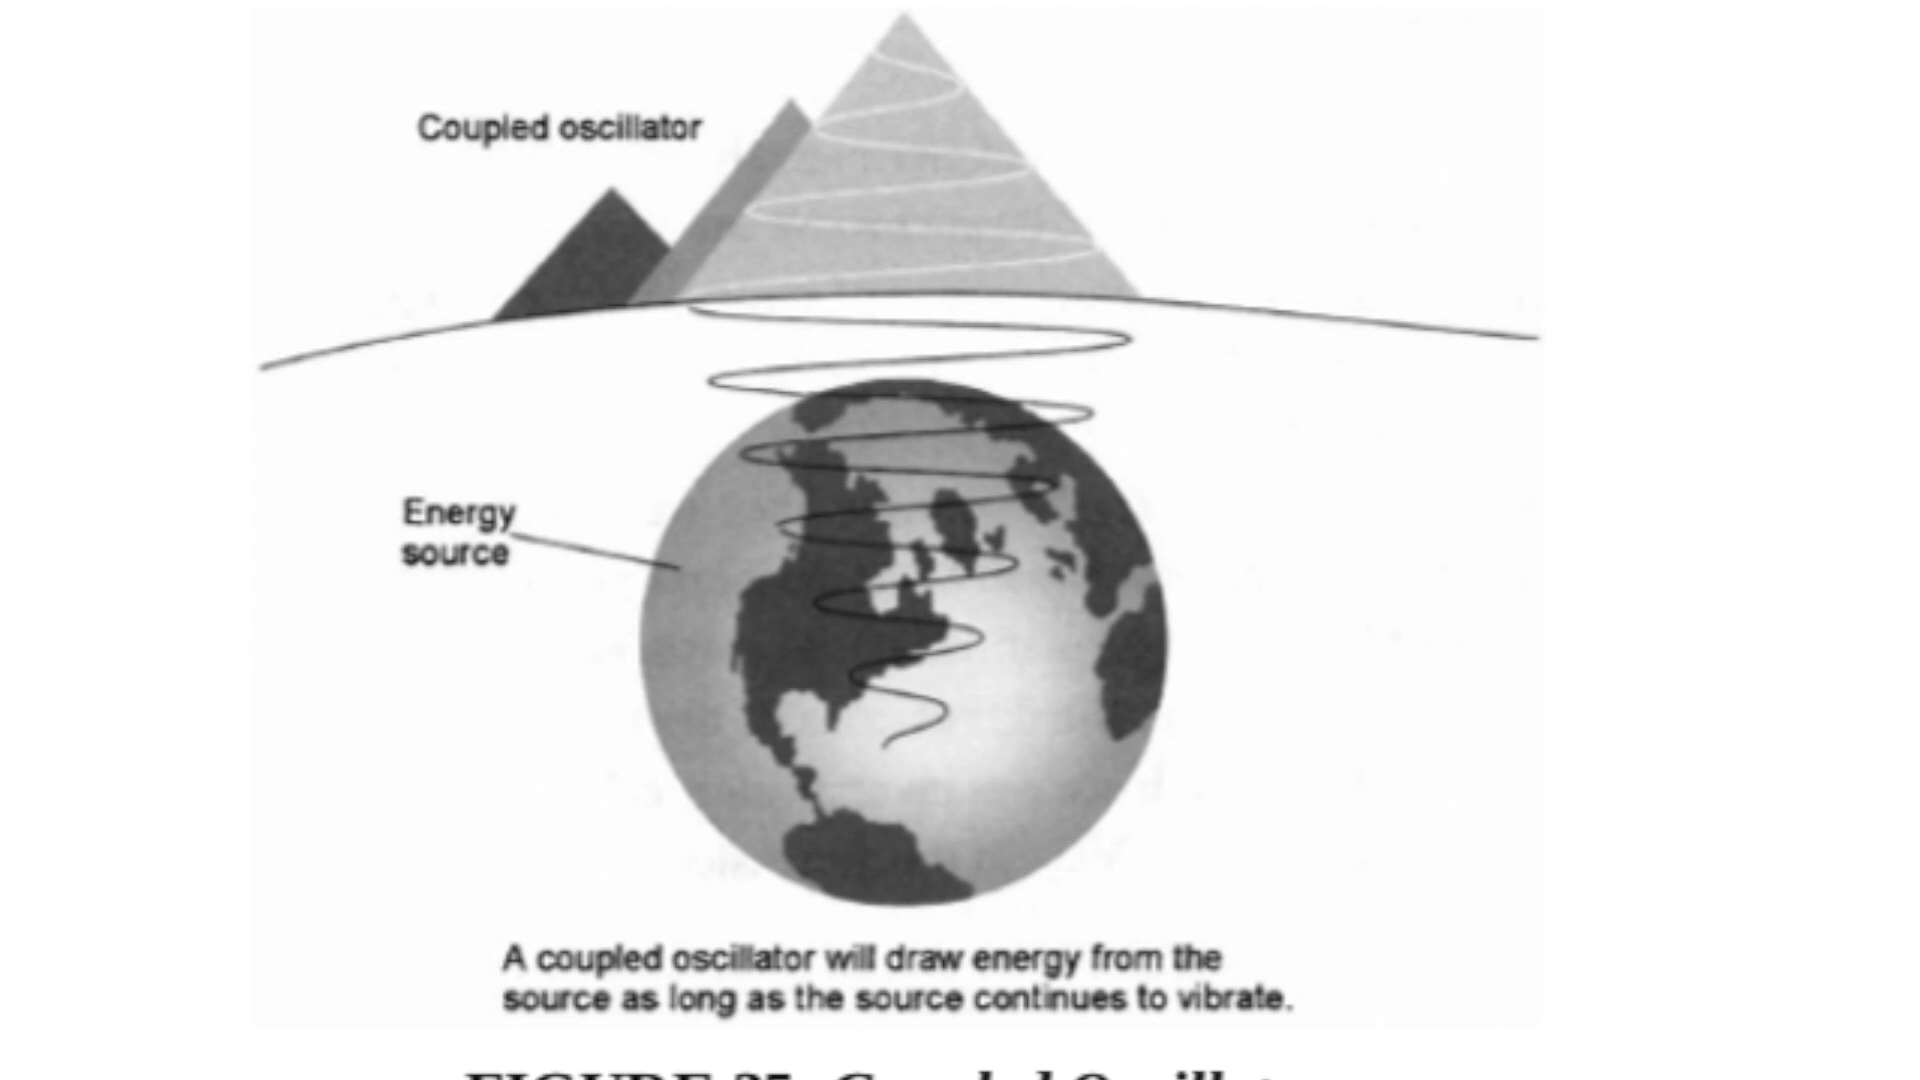 Coupled oscillator
Energy
source
A coupled oscillator will draw energy from the
source as long as the source continues to vibrate.